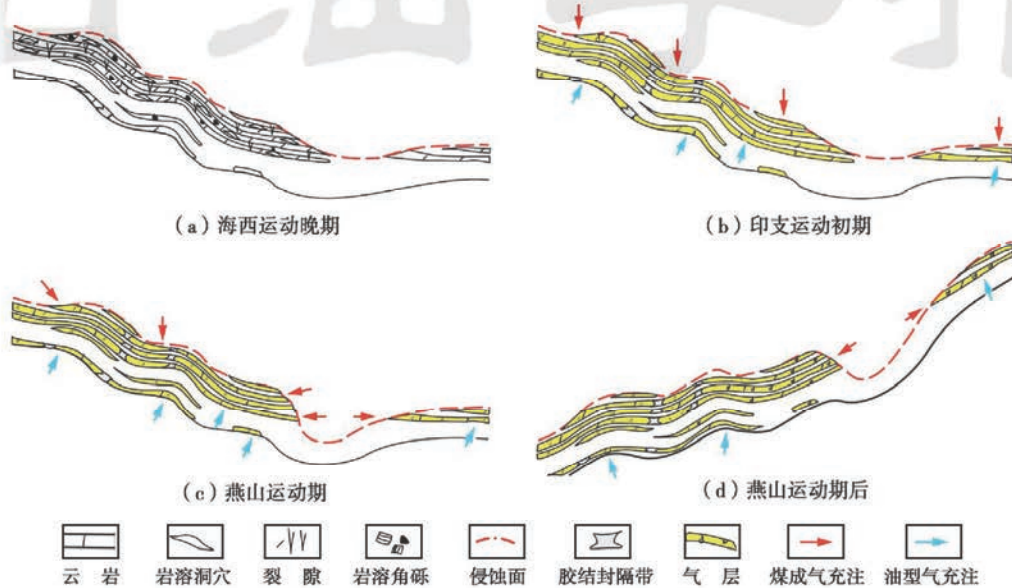 (a)海西运动晚期
(b)印支运动初期
(c)燕山运动期
(d)燕山运动期后
云 岩 岩溶洞穴 裂 隙 岩溶角砾 侵蚀面 胶结封隔带 气 层 煤成气充注 油型气充注